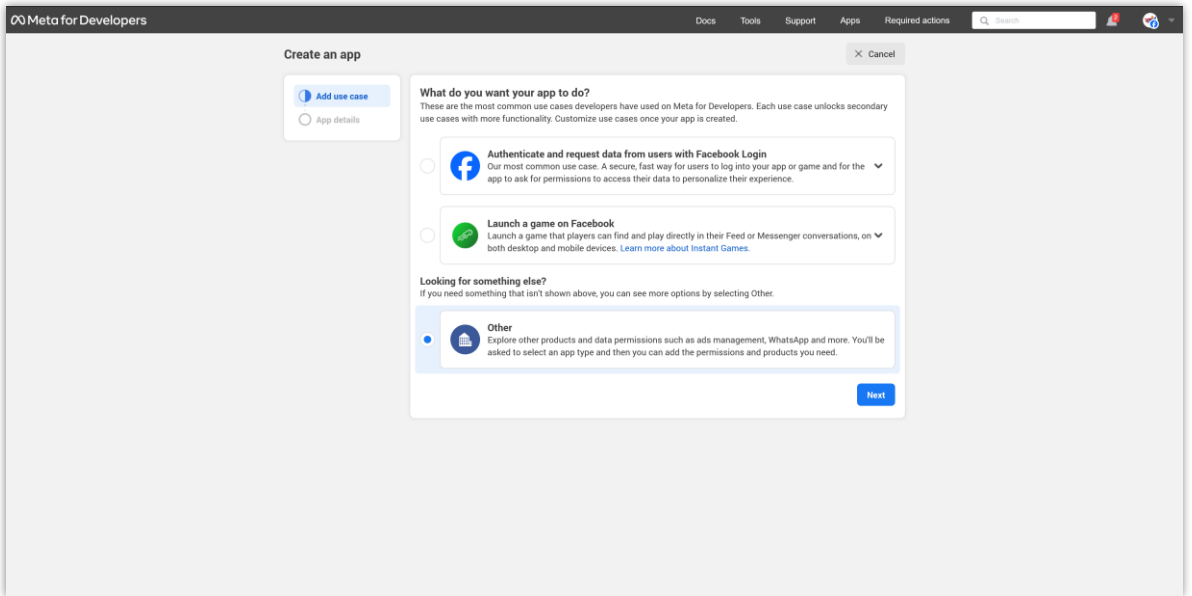 Meta for Developers
Docs Tools Support Apps Required actions Search 2
Create an app
Cancel
Add use case
App details
What do you want your app to do?
These are the most common use cases developers have used on Meta for Developers. Each use case unlocks secondary
use cases with more functionality. Customize use cases once your app is created.
Authenticate and request data from users with Facebook Login
Our most common use case. A secure, fast way for users to log into your app or game and for the
app to ask for permissions to access their data to personalize their experience.
Launch a game on Facebook
Launch a game that players can find and play directly in their Feed or Messenger conversations, on
both desktop and mobile devices. Learn more about Instant Games.
Looking for something else?
If you need something that isn't shown above, you can see more options by selecting Other.
Other
Explore other products and data permissions such as ads management, WhatsApp and more. You'll be
asked to select an app type and then you can add the permissions and products you need.
Next